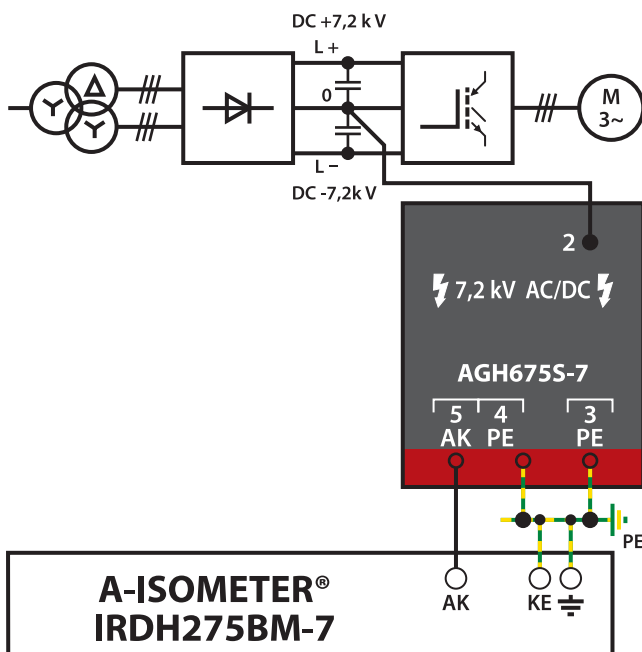 DC +7,2 k V
L +
0
L −
DC -7,2k V
M
3~
2
7,2 kV AC/DC
AGH675S-7
5 4 3
AK PE PE
PE
A-ISOMETER®
IRDH275BM-7
AK KE